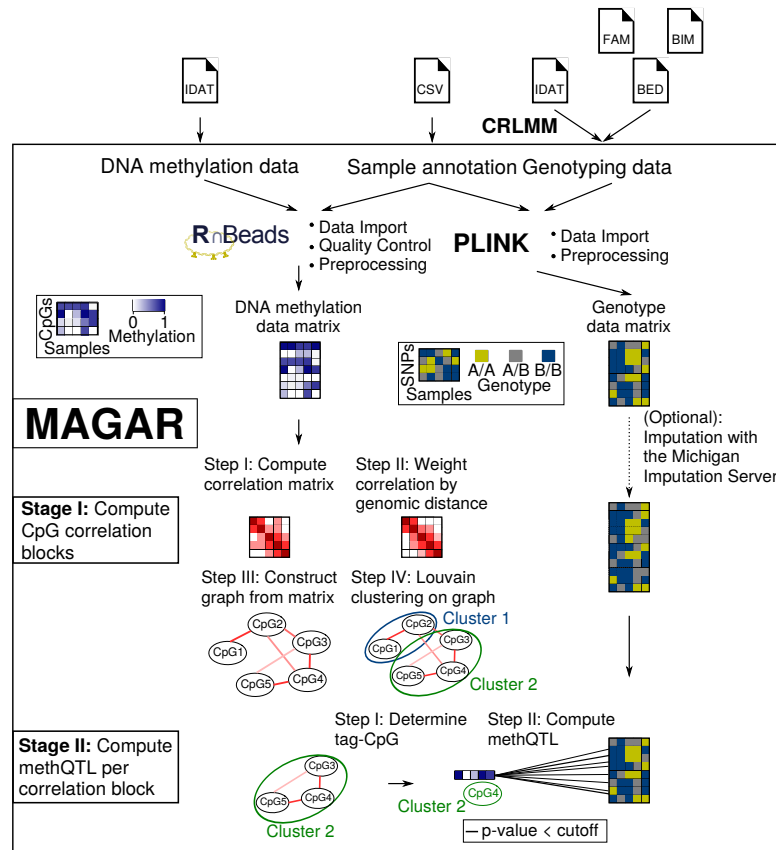 FAM
BIM
IDAT
CSV
IDAT
BED
CRLMM
DNA methylation data
Sample annotation
Genotyping data
RnBeads
• Data Import
• Quality Control
• Preprocessing
PLINK
• Data Import
• Preprocessing
CpGs
Samples
0 1
Methylation
DNA methylation
data matrix
SNPs
Samples
A/A A/B B/B
Genotype
Genotype
data matrix
MAGAR
(Optional):
Imputation with
the Michigan
Imputation Server
Stage I: Compute
CpG correlation
blocks
Step I: Compute
correlation matrix
Step II: Weight
correlation by
genomic distance
Step III: Construct
graph from matrix
CpG2
CpG3
CpG1
CpG5
CpG4
Step IV: Louvain
clustering on graph
Cluster 1
CpG2
CpG3
CpG1
CpG5
CpG4
Cluster 2
Stage II: Compute
methQTL per
correlation block
Step I: Determine
tag-CpG
Step II: Compute
methQTL
CpG3
CpG5
CpG4
Cluster 2
Cluster 2
CpG4
p-value < cutoff